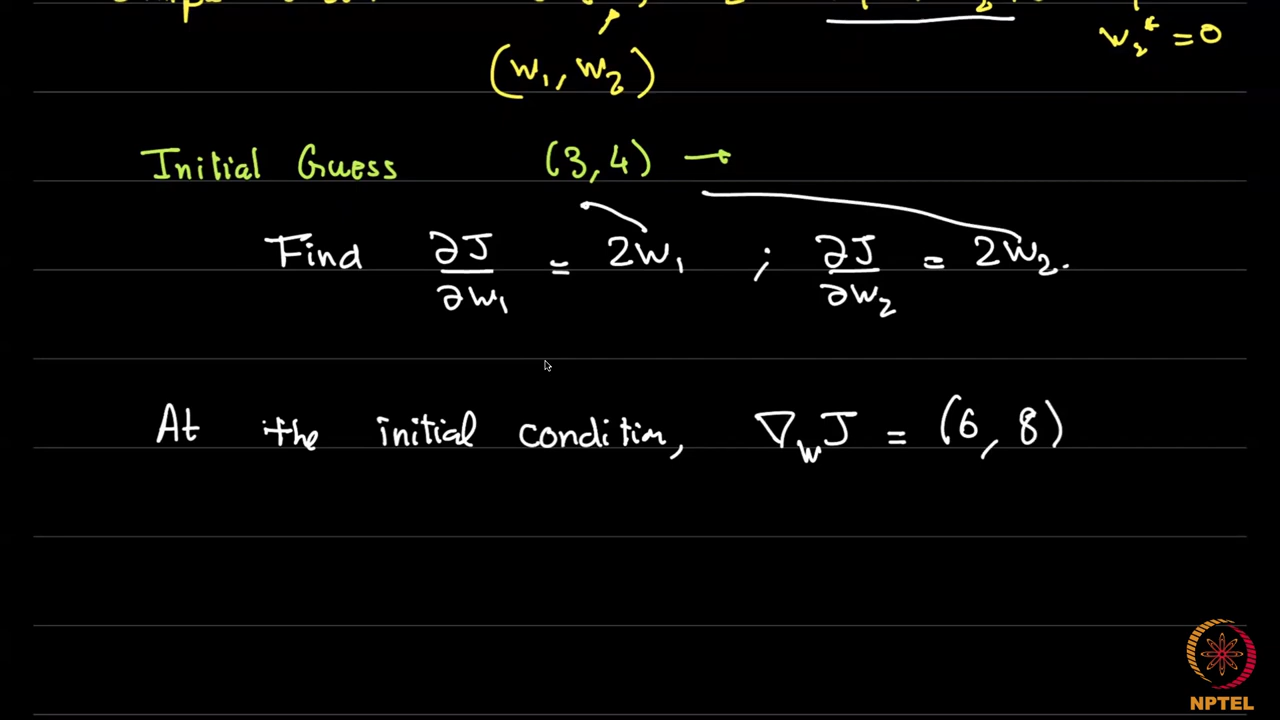 w₂* = 0
(w₁, w₂)
Initial Guess (3, 4) →
Find ∂J/∂w₁ = 2w₁ ; ∂J/∂w₂ = 2w₂.
At the initial condition, ∇_w J = (6, 8)
NPTEL